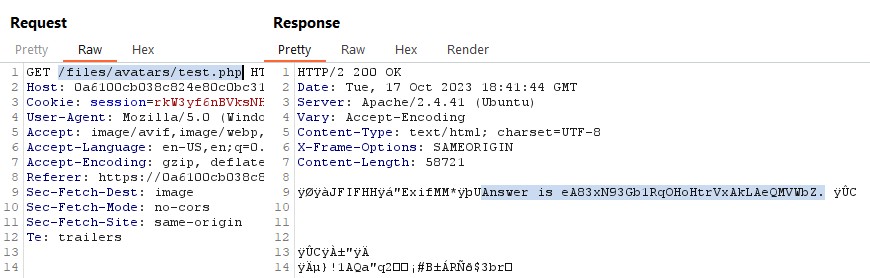 Request
Pretty Raw Hex
1 GET /files/avatars/test.php HT
2 Host: 0a6100cb038c824e80c0bc31
3 Cookie: session=rkW3yf6nBVksNH
4 User-Agent: Mozilla/5.0 (Windo
5 Accept: image/avif,image/webp,
6 Accept-Language: en-US,en;q=0.
7 Accept-Encoding: gzip, deflate
8 Referer: https://0a6100cb038c8
9 Sec-Fetch-Dest: image
10 Sec-Fetch-Mode: no-cors
11 Sec-Fetch-Site: same-origin
12 Te: trailers
13
14
Response
Pretty Raw Hex Render
1 HTTP/2 200 OK
2 Date: Tue, 17 Oct 2023 18:41:44 GMT
3 Server: Apache/2.4.41 (Ubuntu)
4 Vary: Accept-Encoding
5 Content-Type: text/html; charset=UTF-8
6 X-Frame-Options: SAMEORIGIN
7 Content-Length: 58721
8
9 ÿØÿàJFIFHHÿá"ExifMM*ÿþUAnswer is eA83xN93Gb1RqOHoHtrVxAkLAeQMVWbZ. ÿÛC
10
11
12
13 ÿÛCÿÀ±"ÿÄ
14 ÿÄµ}!1AQa"q2□□¡#B±ÁRÑð$3br□